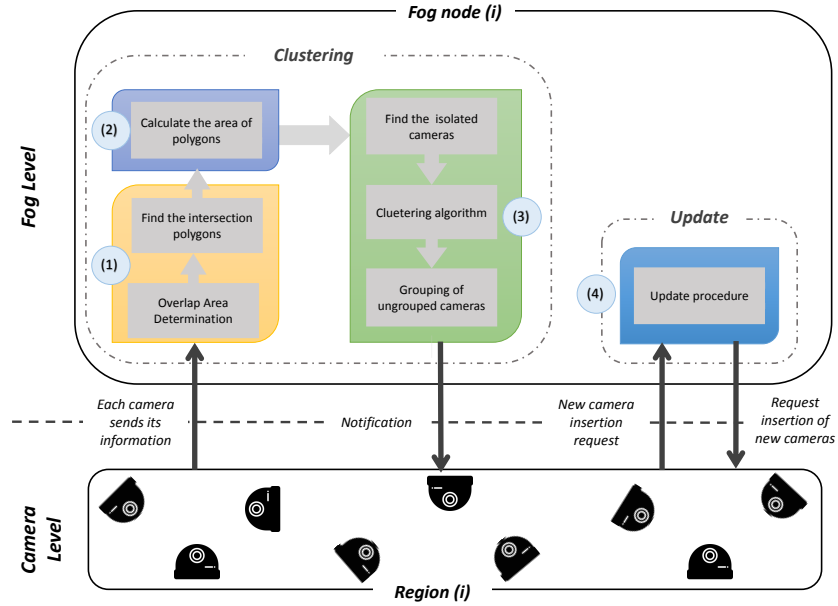 Fog node (i)
Clustering
Fog Level
(2)
Calculate the area of
polygons
Find the isolated
cameras
Find the intersection
polygons
Cluetering algorithm
(3)
(1)
Overlap Area
Determination
Grouping of
ungrouped cameras
Update
(4)
Update procedure
Each camera
sends its
information
Notification
New camera
insertion
request
Request
insertion of
new cameras
Camera
Level
Region (i)